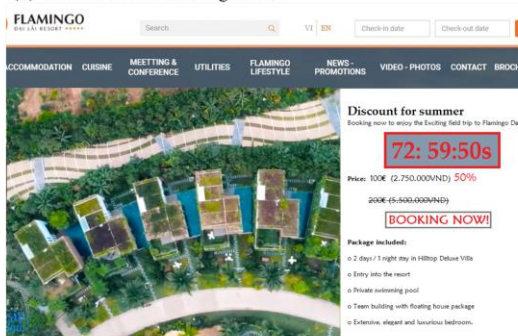 FLAMINGO
DAI LAI RESORT
Search
VI EN
Check-in date
Check-out date
ACCOMMODATION
CUISINE
MEETTING & CONFERENCE
UTILITIES
FLAMINGO LIFESTYLE
NEWS - PROMOTIONS
VIDEO - PHOTOS
CONTACT
BROCH
Discount for summer
Booking now to enjoy the Exciting field trip to Flamingo Da
72: 59:50s
Price: 100€ (2.750.000VND) 50%
200€ (5.500.000VND)
BOOKING NOW!
Package included:
o 2 days/ 1 night stay in Hilltop Deluxe Villa
o Entry into the resort
o Private swimming pool
o Team building with floating house package
o Extensive, elegant and luxurious bedroom.